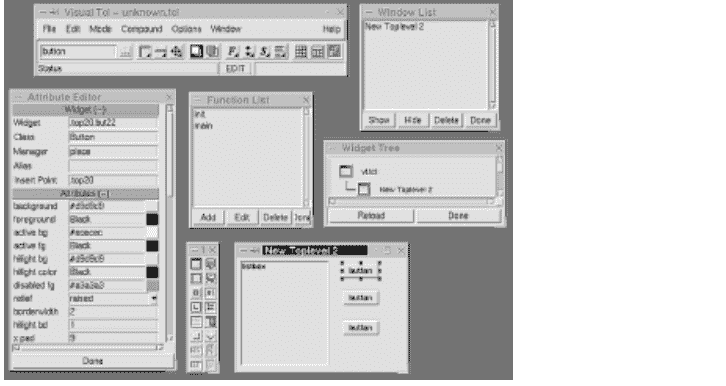 Visual Tcl - unknown.tcl
File Edit Mode Compound Options Window Help
button
Status EDIT
Window List
New Toplevel 2
Show Hide Delete Done
Attribute Editor
Widget (-)
Widget .top20.but22
Class Button
Manager place
Alias
Insert Point .top20
Attributes (-)
background #d9d9d9
foreground Black
active bg #ececec
active fg Black
hilight bg #d9d9d9
hilight color Black
disabled fg #a3a3a3
relief raised
borderwidth 2
hilight bd 1
x pad 9
Done
Function List
init
main
Add Edit Delete Done
Widget Tree
vTcl
New Toplevel 2
Reload Done
New Toplevel 2
listbox
button
button
button